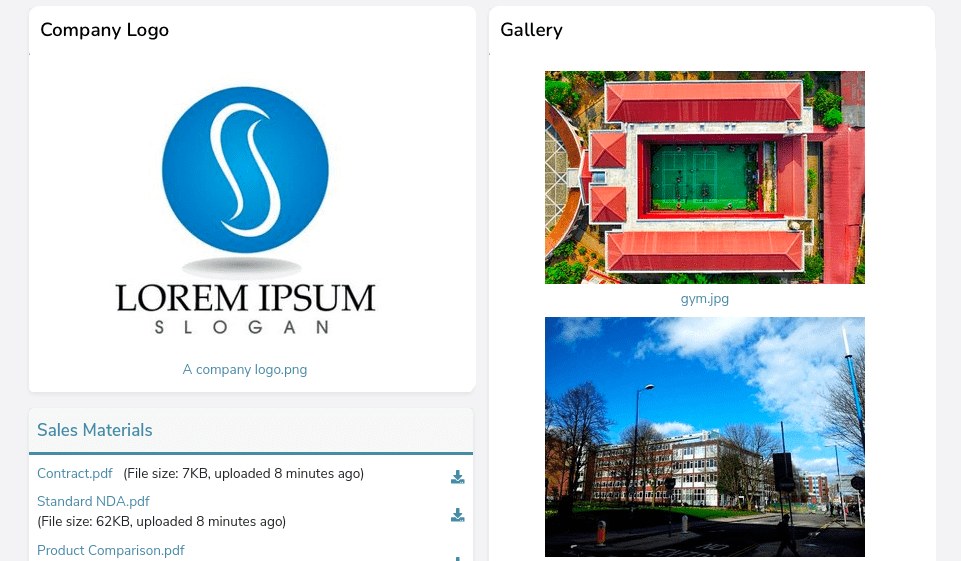 Company Logo
LOREM IPSUM
SLOGAN
A company logo.png
Sales Materials
Contract.pdf (File size: 7KB, uploaded 8 minutes ago)
Standard NDA.pdf
(File size: 62KB, uploaded 8 minutes ago)
Product Comparison.pdf
Gallery
gym.jpg